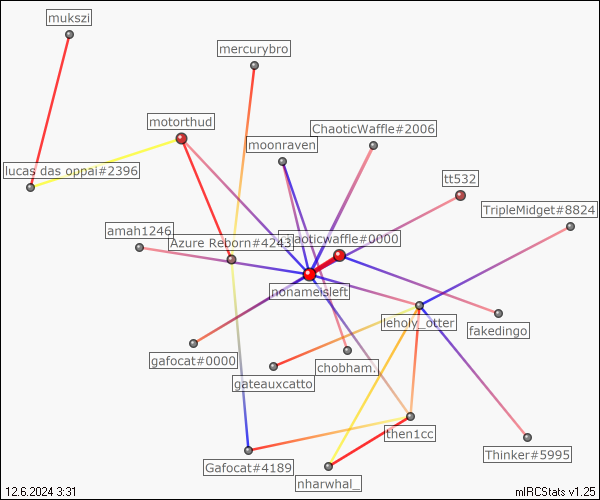 mukszi
mercurybro
motorthud
ChaoticWaffle#2006
moonraven
lucas das oppai#2396
tt532
TripleMidget#8824
amah1246
Azure Reborn#4243
haoticwaffle#0000
nonameisleft
leholy_otter
fakedingo
gafocat#0000
chobham.
gateauxcatto
then1cc
Thinker#5995
Gafocat#4189
nharwhal_
12.6.2024 3:31
mIRCStats v1.25